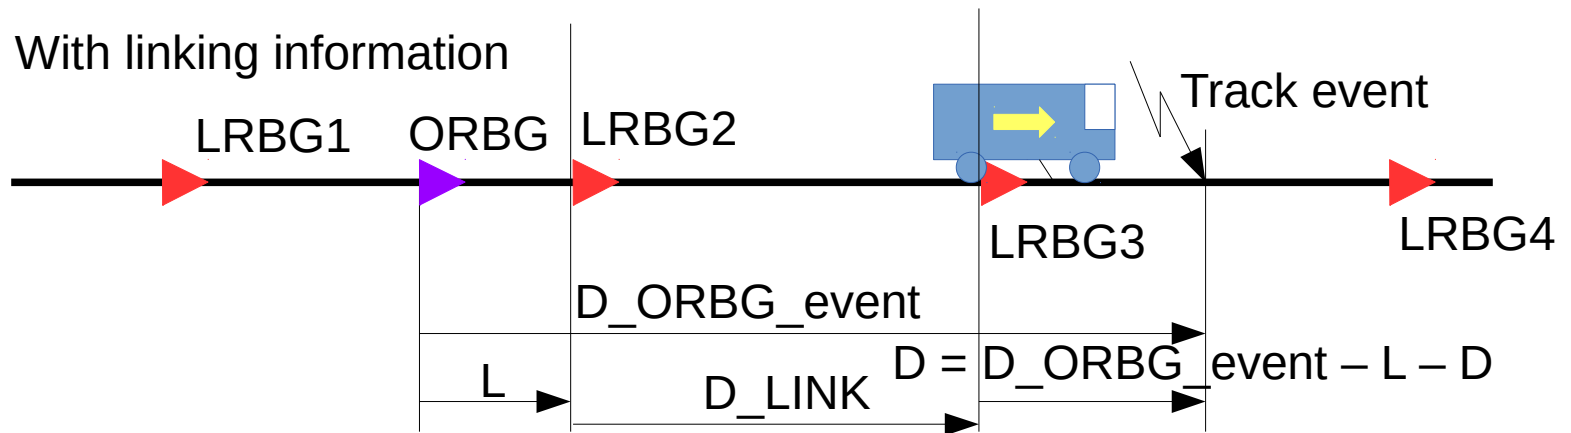 With linking information
Track event
LRBG1
ORBG
LRBG2
LRBG3
LRBG4
D_ORBG_event
D = D_ORBG_event – L – D
L
D_LINK